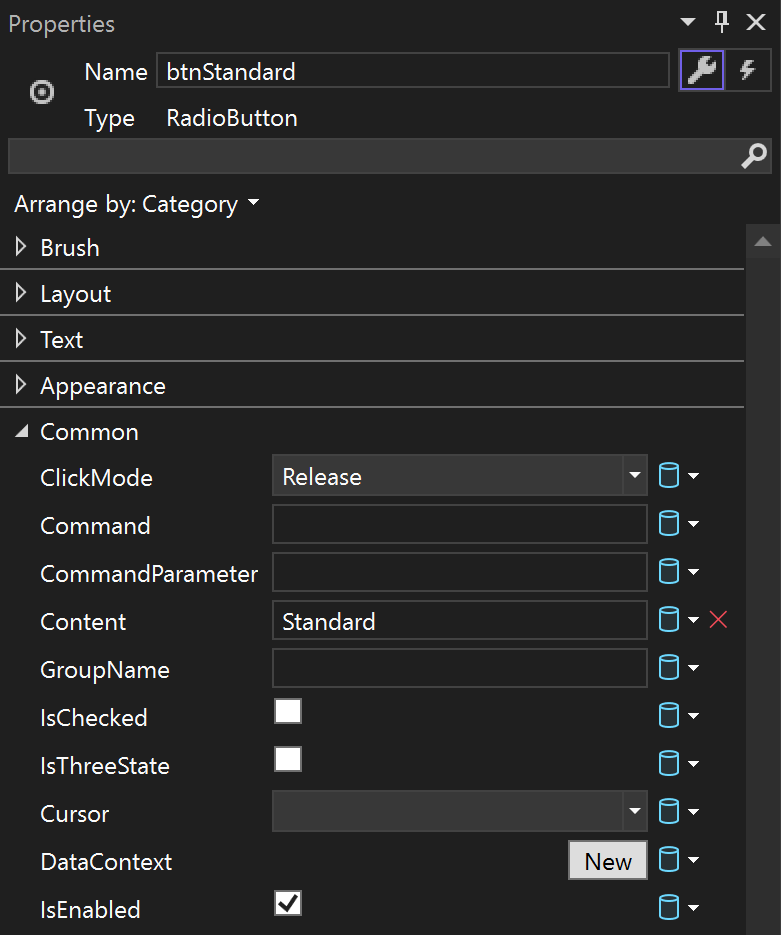 Properties
Name btnStandard
Type RadioButton
Arrange by: Category
Brush
Layout
Text
Appearance
Common
ClickMode Release
Command
CommandParameter
Content Standard
GroupName
IsChecked
IsThreeState
Cursor
DataContext New
IsEnabled